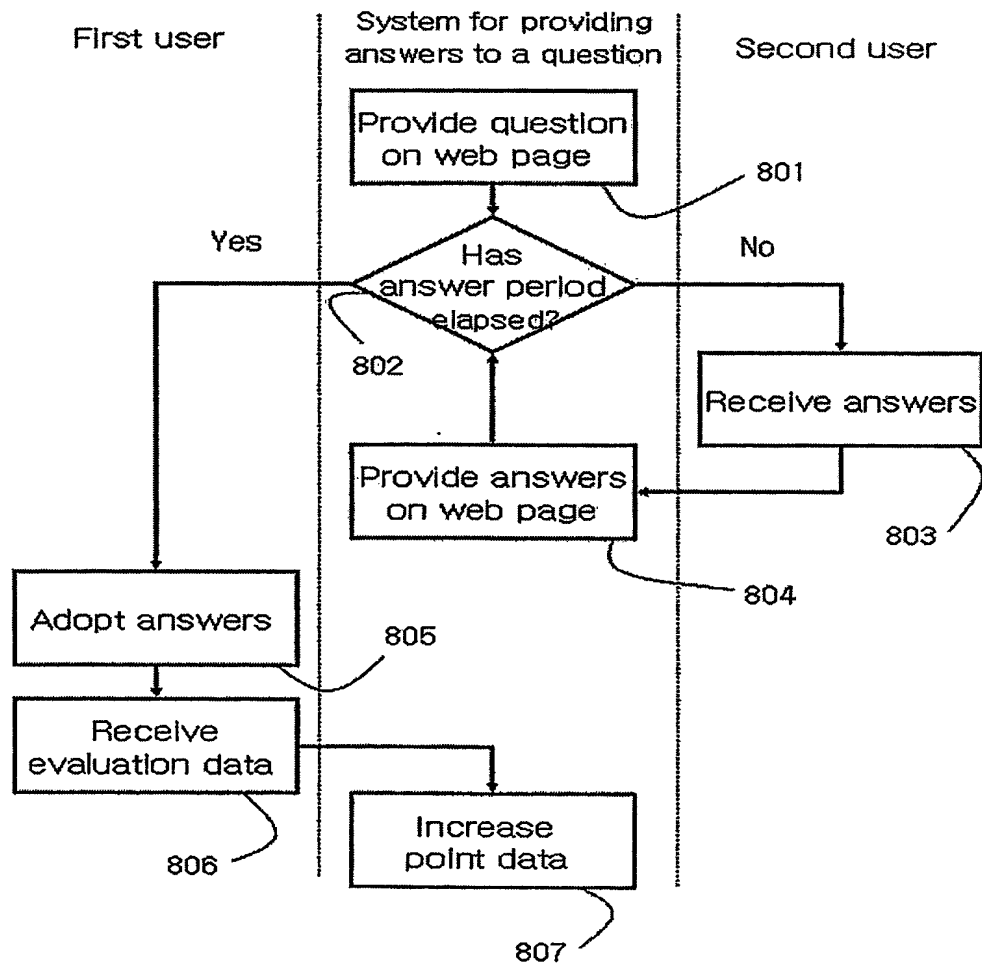 First user
System for providing
answers to a question
Second user
Provide question
on web page
801
Yes
Has
answer period
elapsed?
No
802
Receive answers
Provide answers
on web page
803
804
Adopt answers
805
Receive
evaluation data
806
Increase
point data
807